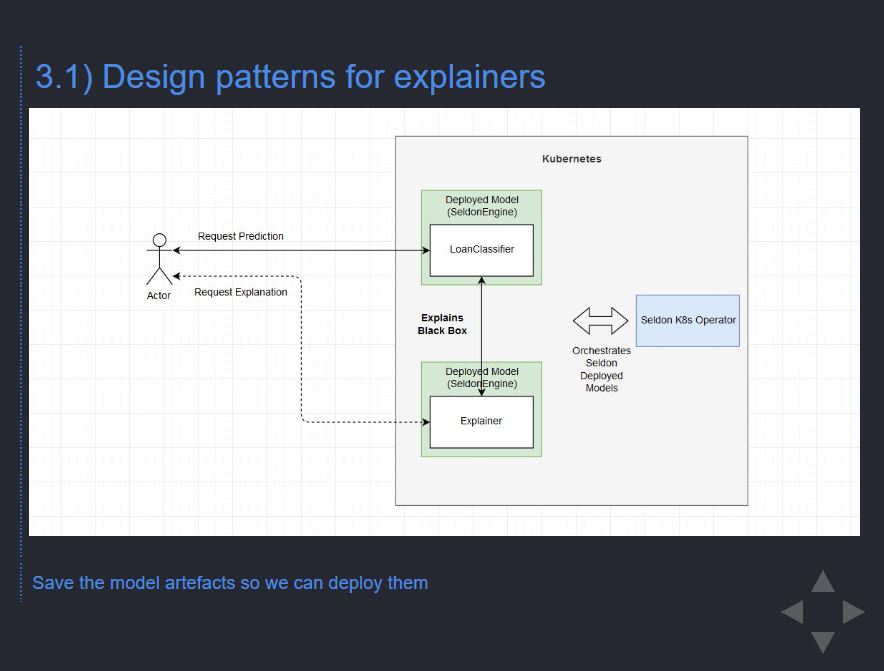 3.1) Design patterns for explainers
Kubernetes
Deployed Model
(SeldonEngine)
LoanClassifier
Request Prediction
Actor
Request Explanation
Explains
Black Box
Seldon K8s Operator
Orchestrates
Seldon
Deployed
Models
Deployed Model
(SeldonEngine)
Explainer
Save the model artefacts so we can deploy them